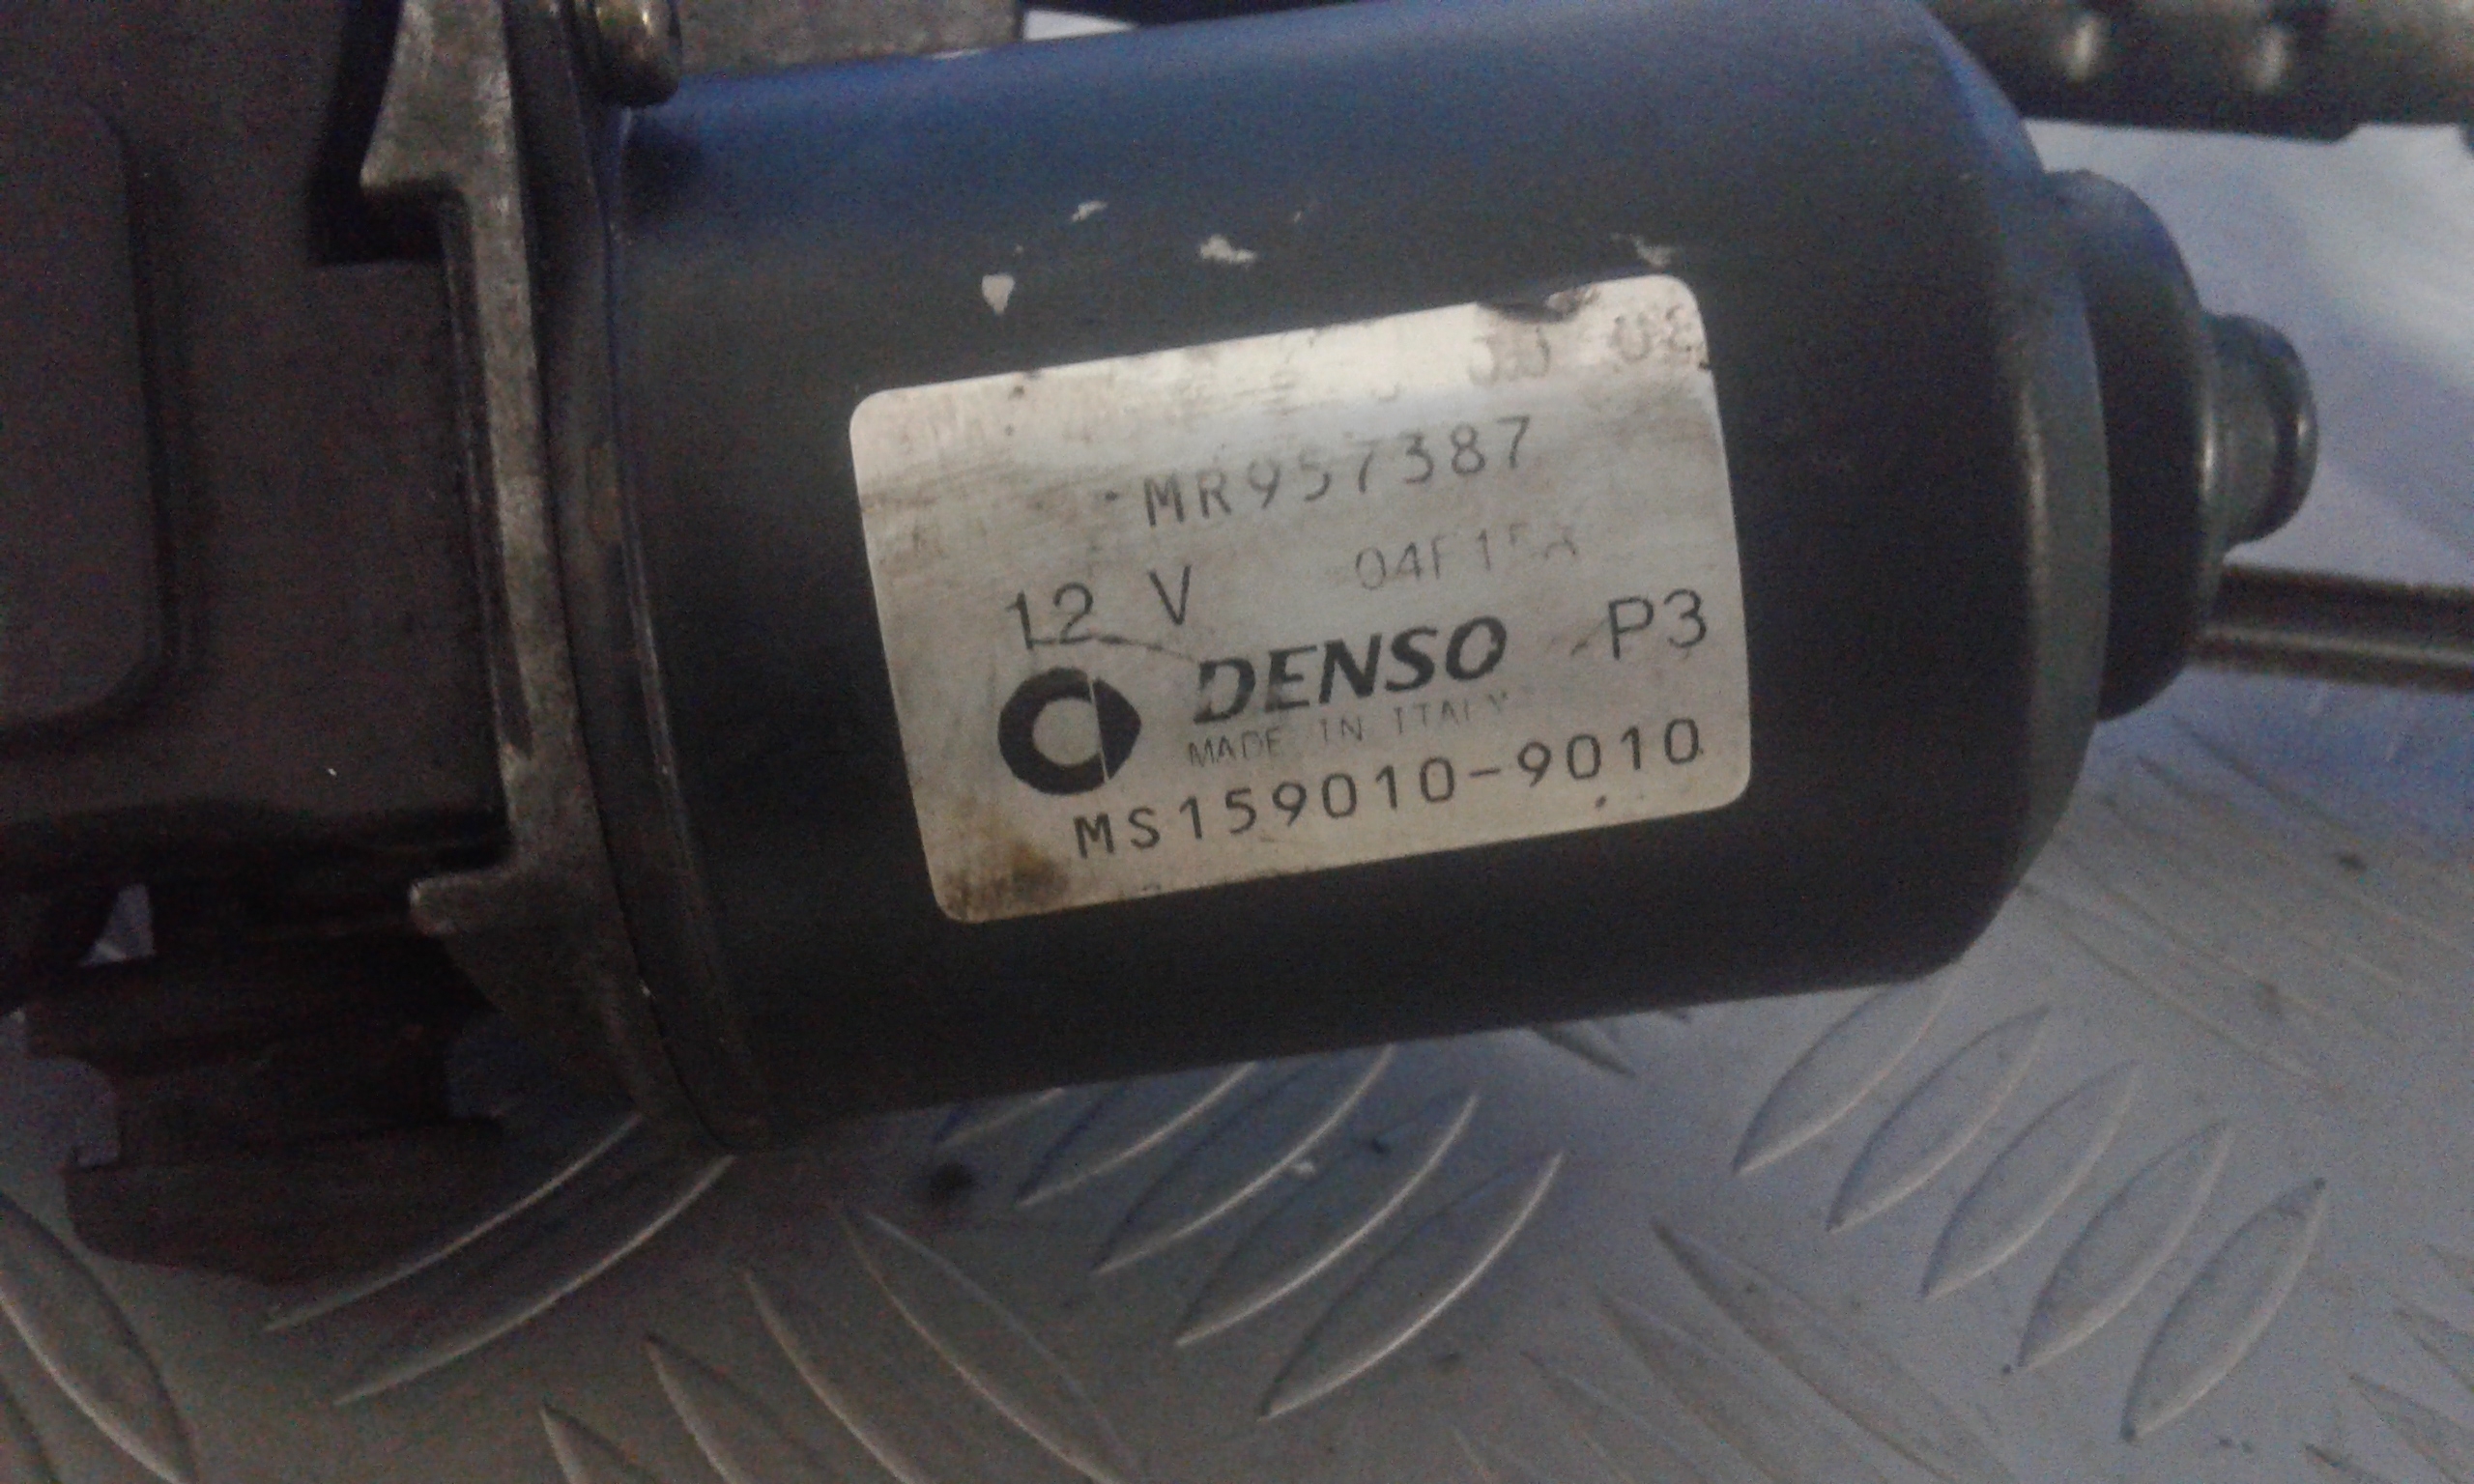 MR957387
12 V
DENSO P3
MADE IN ITALY
MS159010-9010